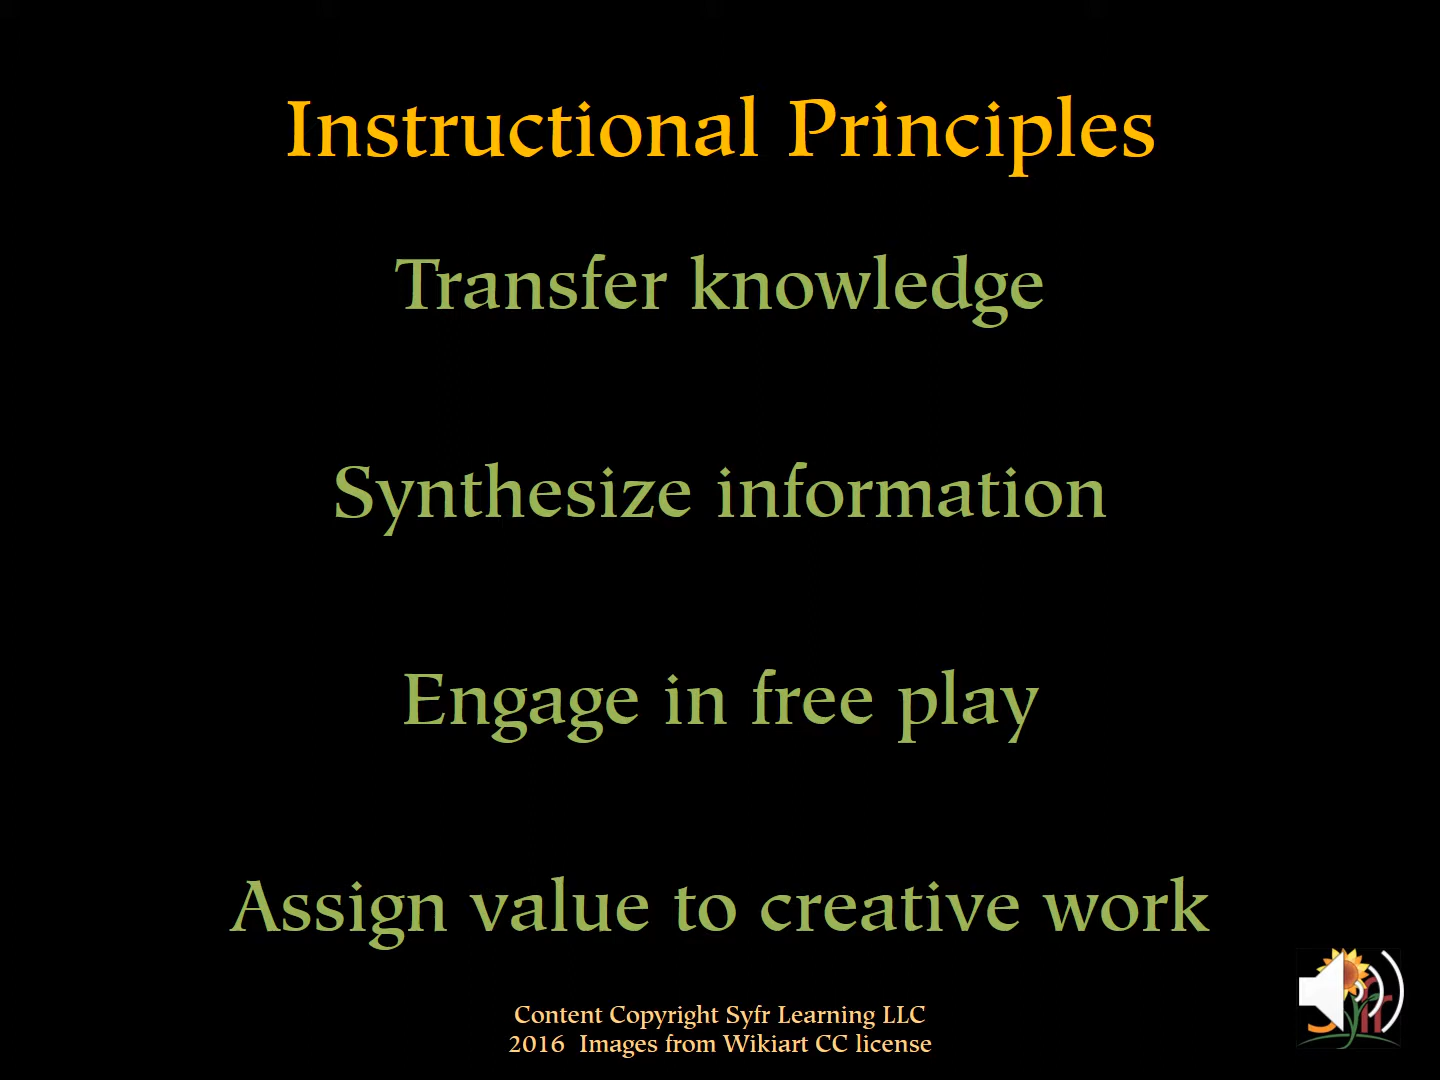 Instructional Principles
Transfer knowledge
Synthesize information
Engage in free play
Assign value to creative work
Content Copyright Syfr Learning LLC
2016  Images from Wikiart CC license